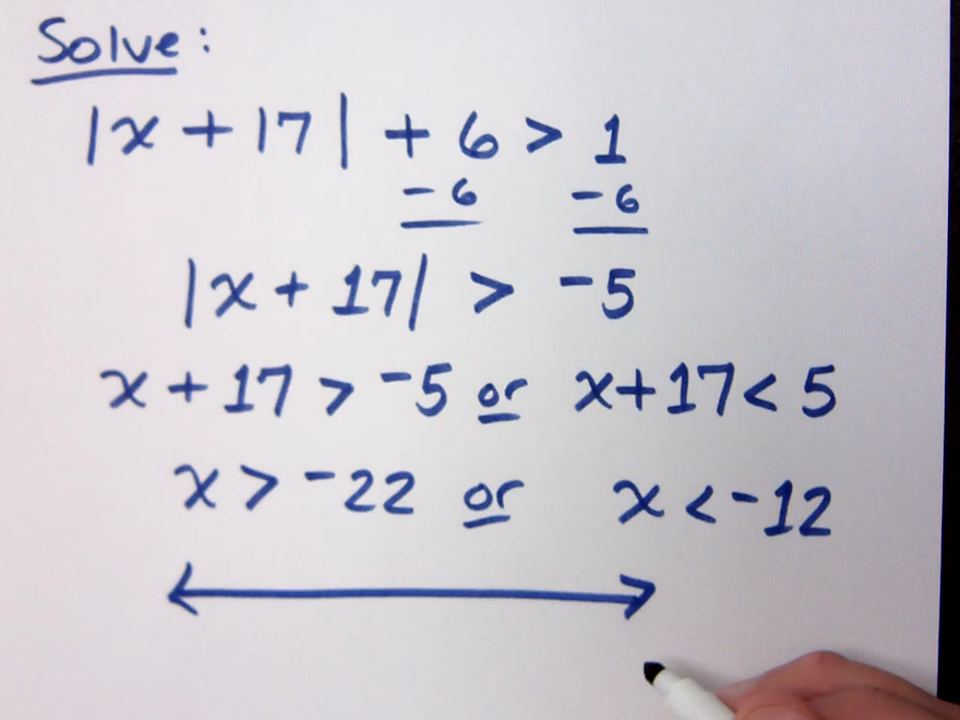 Solve:
|x + 17| + 6 > 1
-6 -6
|x + 17| > -5
x + 17 > -5 or x + 17 < 5
x > -22 or x < -12